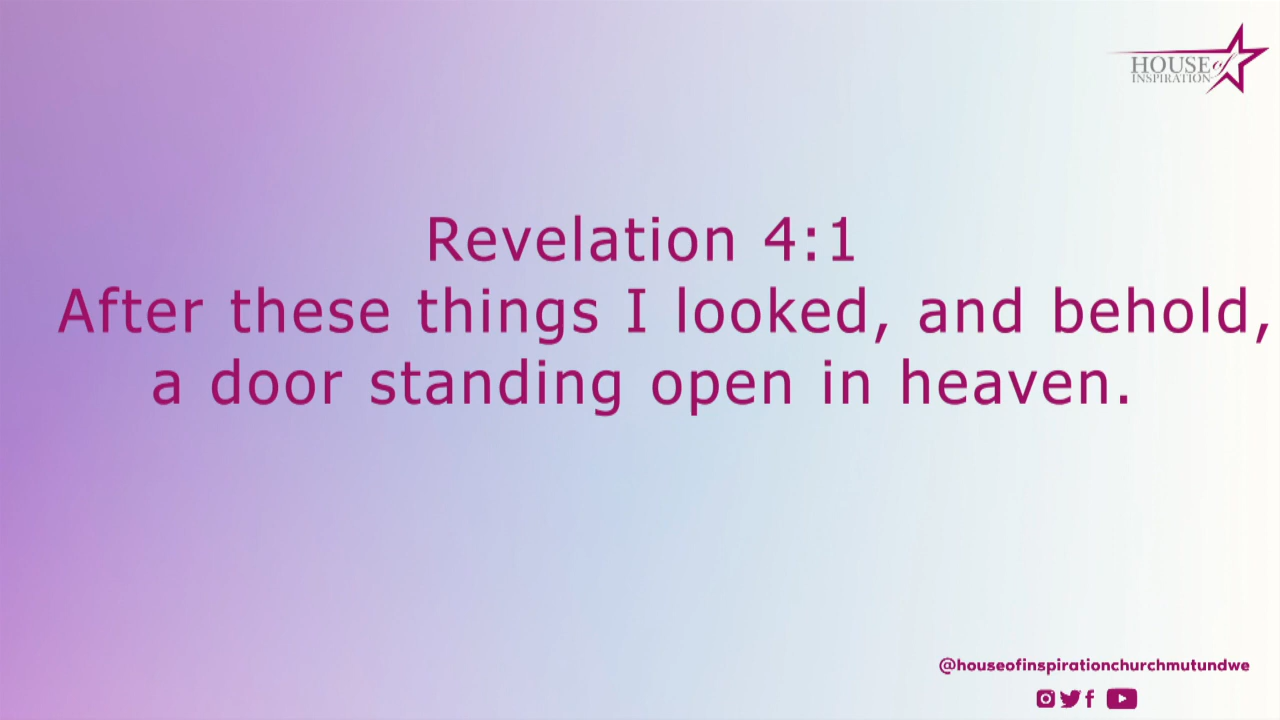 HOUSE of
INSPIRATION
Revelation 4:1
After these things I looked, and behold,
a door standing open in heaven.
@houseofinspirationchurchmutundwe